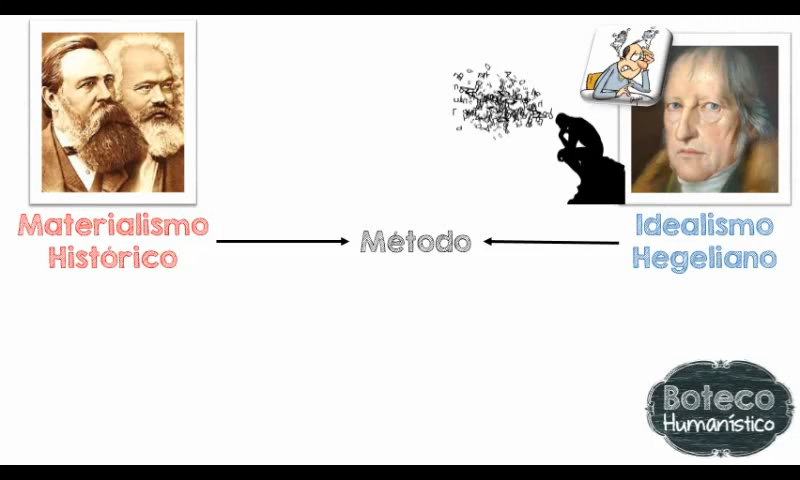 Materialismo
Histórico
Método
Idealismo
Hegeliano
Boteco
Humanístico